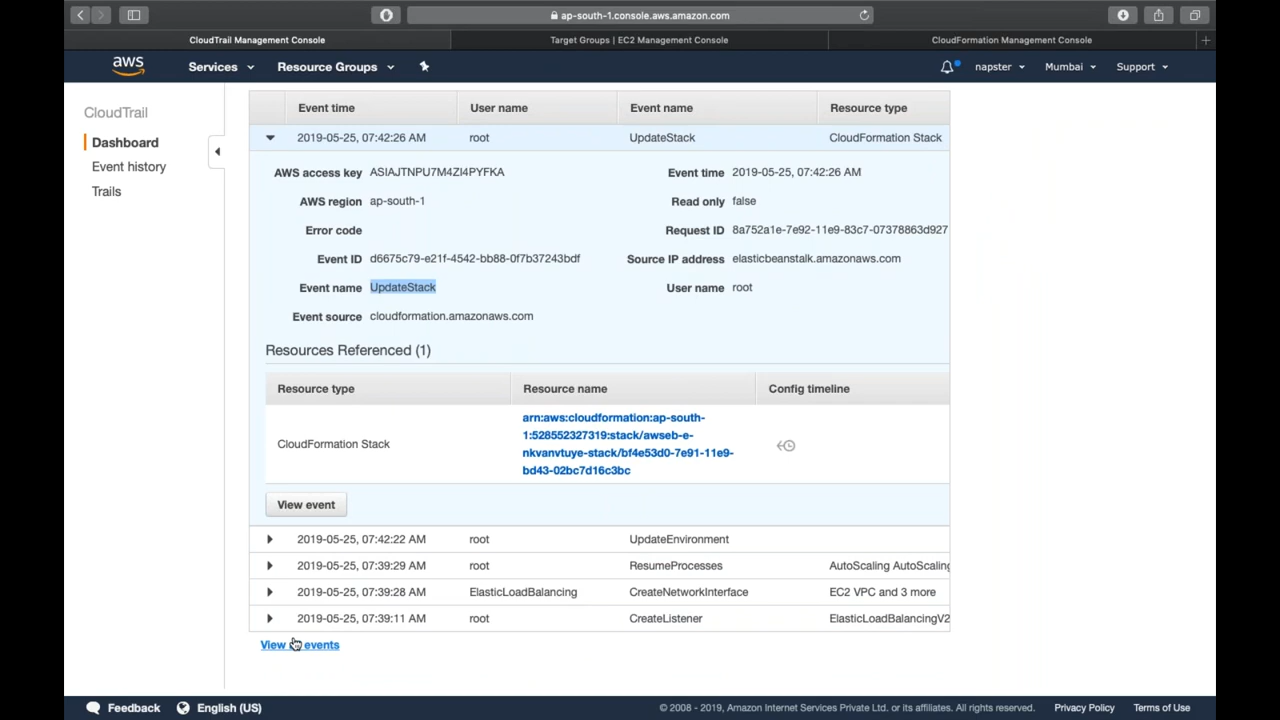 ap-south-1.console.aws.amazon.com
CloudTrail Management Console
Target Groups | EC2 Management Console
CloudFormation Management Console
aws
Services
Resource Groups
napster
Mumbai
Support
CloudTrail
Dashboard
Event history
Trails
Event time User name Event name Resource type
2019-05-25, 07:42:26 AM root UpdateStack CloudFormation Stack
AWS access key ASIAJTNPU7M4ZI4PYFKA
Event time 2019-05-25, 07:42:26 AM
AWS region ap-south-1
Read only false
Error code
Request ID 8a752a1e-7e92-11e9-83c7-07378863d927
Event ID d6675c79-e21f-4542-bb88-0f7b37243bdf
Source IP address elasticbeanstalk.amazonaws.com
Event name UpdateStack
User name root
Event source cloudformation.amazonaws.com
Resources Referenced (1)
Resource type Resource name Config timeline
CloudFormation Stack
arn:aws:cloudformation:ap-south-
1:528552327319:stack/awseb-e-
nkvanvtuye-stack/bf4e53d0-7e91-11e9-
bd43-02bc7d16c3bc
View event
2019-05-25, 07:42:22 AM root UpdateEnvironment
2019-05-25, 07:39:29 AM root ResumeProcesses AutoScaling AutoScaling
2019-05-25, 07:39:28 AM ElasticLoadBalancing CreateNetworkInterface EC2 VPC and 3 more
2019-05-25, 07:39:11 AM root CreateListener ElasticLoadBalancingV2
View events
Feedback
English (US)
© 2008 - 2019, Amazon Internet Services Private Ltd. or its affiliates. All rights reserved.
Privacy Policy
Terms of Use